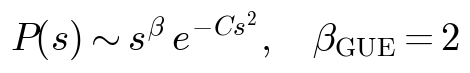 P(s) ∼ s^β e^{−Cs²}, β_GUE = 2